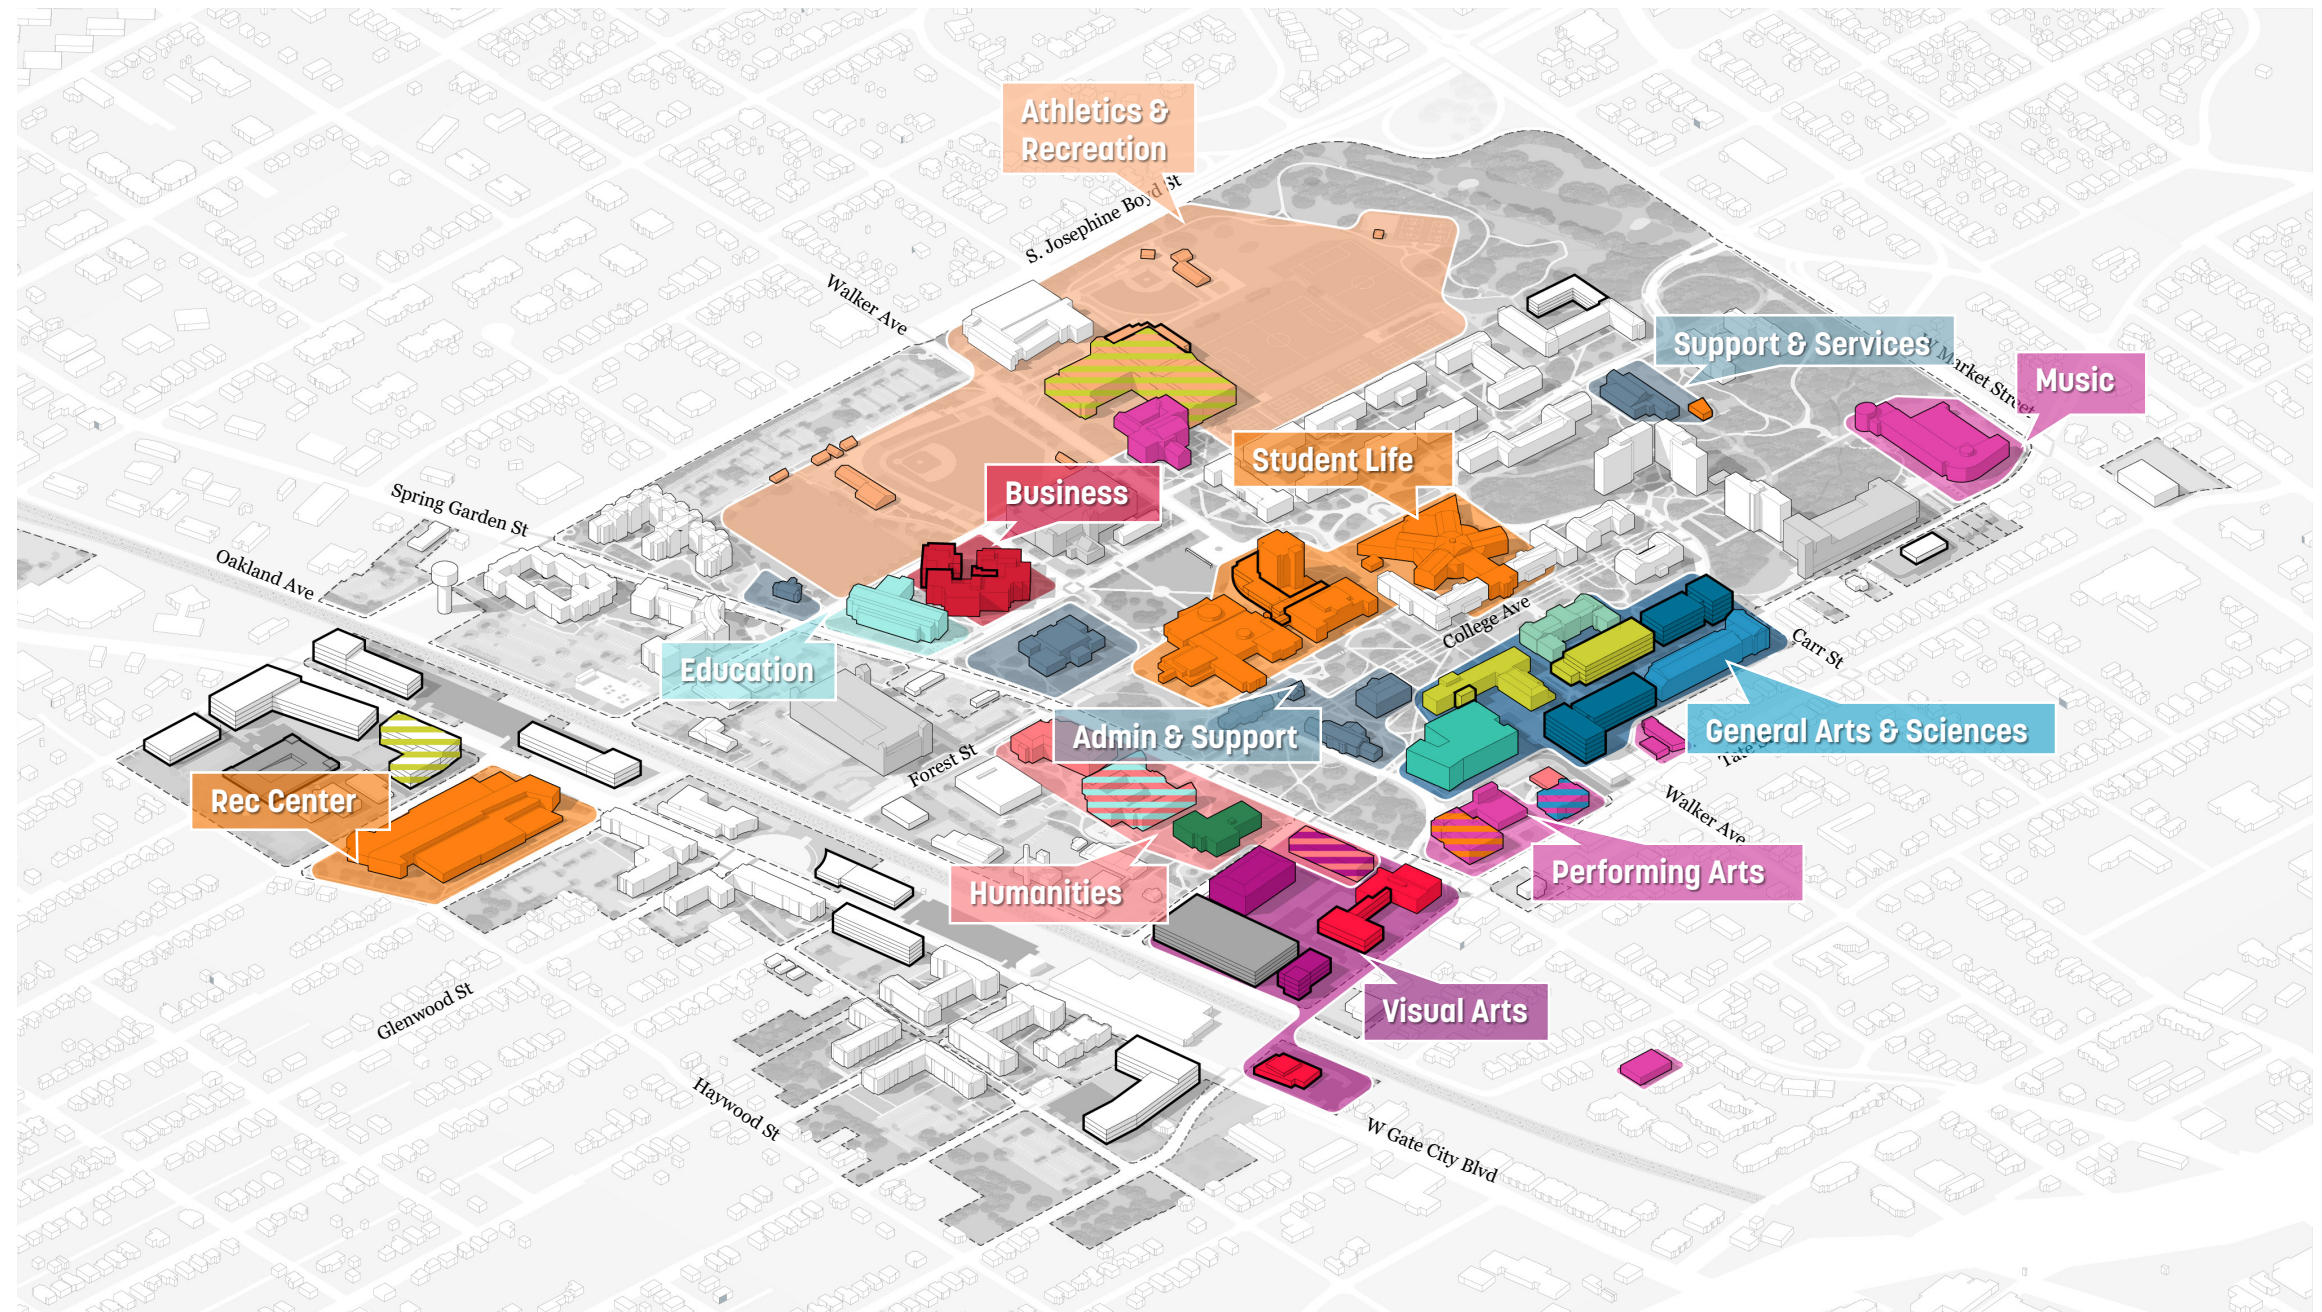 Athletics &
Recreation
S. Josephine Boyd St
Walker Ave
Support & Services
W Market Street
Music
Student Life
Business
Spring Garden St
Oakland Ave
College Ave
Carr St
Education
General Arts & Sciences
Admin & Support
Forest St
Rec Center
Walker Ave
Performing Arts
Humanities
Visual Arts
Glenwood St
Haywood St
W Gate City Blvd